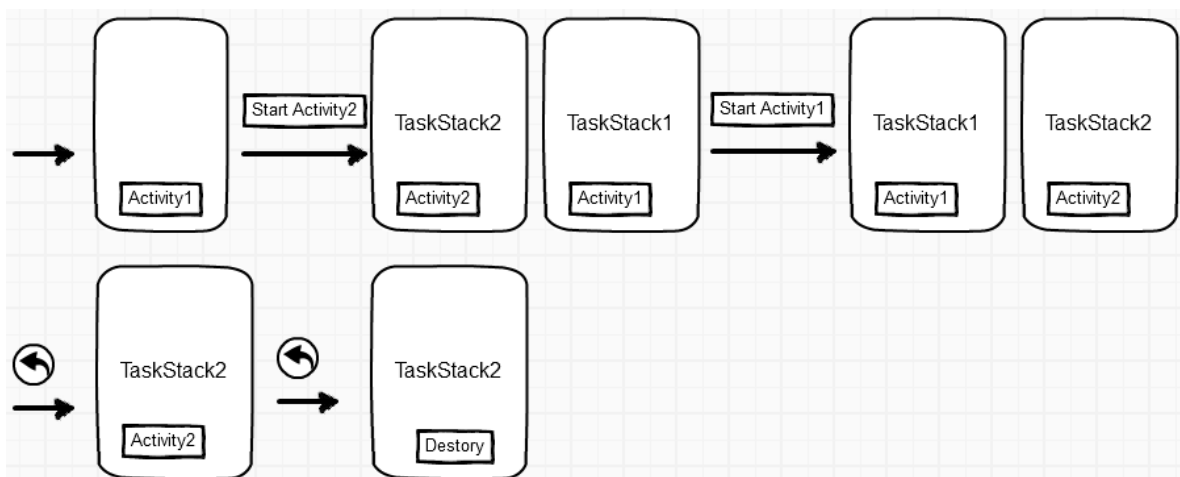 Activity1
Start Activity2
TaskStack2
Activity2
TaskStack1
Activity1
Start Activity1
TaskStack1
Activity1
TaskStack2
Activity2
TaskStack2
Activity2
TaskStack2
Destory